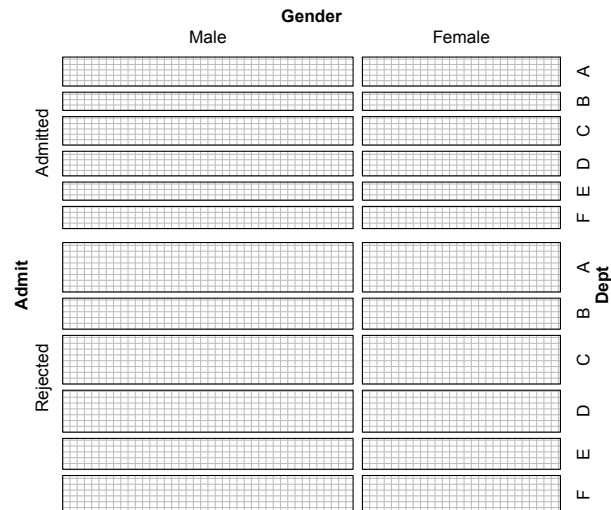 Gender
Male Female
Admit
Admitted
A
B
C
D
E
F
Rejected
A
B
C
D
E
F
Dept